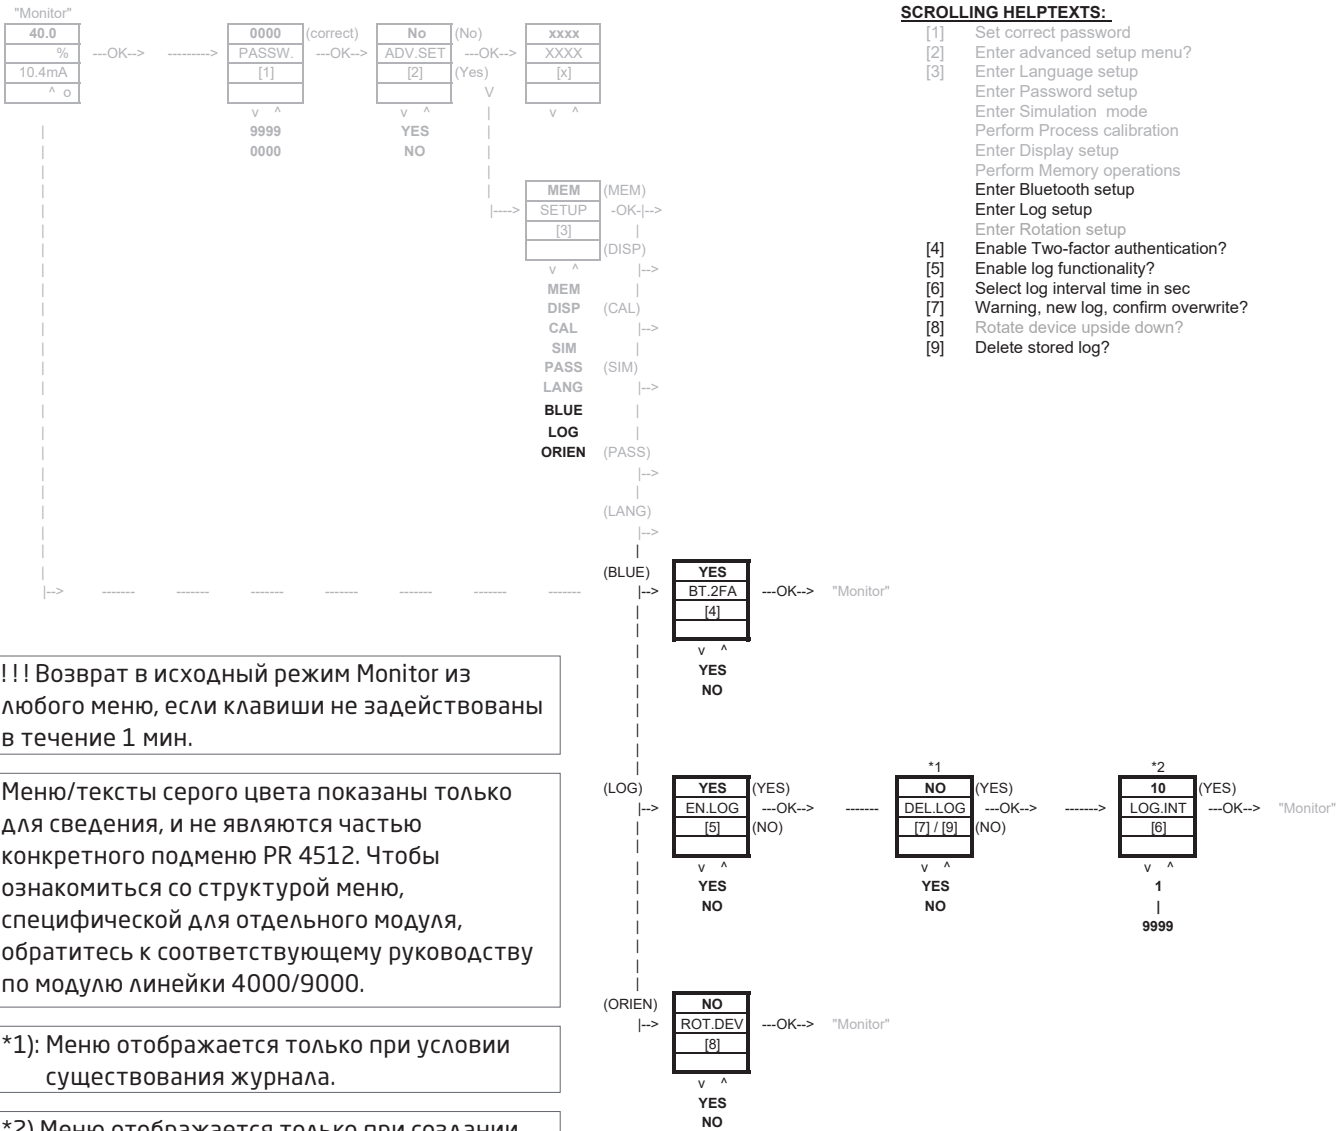 "Monitor"
40.0 0000 (correct) No (No) xxxx
% ---OK--> ---------> PASSW. ---OK--> ADV.SET ---OK--> XXXX
10.4mA [1] [2] (Yes) [x]
^ o V
v ^ v ^ | v ^
| 9999 YES |
| 0000 NO |
SCROLLING HELPTEXTS:
[1] Set correct password
[2] Enter advanced setup menu?
[3] Enter Language setup
Enter Password setup
Enter Simulation mode
Perform Process calibration
Enter Display setup
Perform Memory operations
Enter Bluetooth setup
Enter Log setup
Enter Rotation setup
[4] Enable Two-factor authentication?
[5] Enable log functionality?
[6] Select log interval time in sec
[7] Warning, new log, confirm overwrite?
[8] Rotate device upside down?
[9] Delete stored log?
MEM (MEM)
|----> SETUP -OK-|-->
[3] |
(DISP)
v ^ |-->
MEM |
DISP (CAL)
CAL |-->
SIM |
PASS (SIM)
LANG |-->
BLUE |
LOG |
ORIEN (PASS)
|-->
|
(LANG)
|-->
|
(BLUE) YES
|--> ------- ------- ------- ------- ------- ------- ------- |--> BT.2FA ---OK--> "Monitor"
[4]
v ^
YES
NO
! ! ! Возврат в исходный режим Monitor из
любого меню, если клавиши не задействованы
в течение 1 мин.
Меню/тексты серого цвета показаны только
для сведения, и не являются частью
конкретного подменю PR 4512. Чтобы
ознакомиться со структурой меню,
специфической для отдельного модуля,
обратитесь к соответствующему руководству
по модулю линейки 4000/9000.
*1): Меню отображается только при условии
существования журнала.
*2) Меню отображается только при создании
*1 *2
(LOG) YES (YES) NO (YES) 10 (YES)
|--> EN.LOG ---OK--> ------- DEL.LOG ---OK--> -------> LOG.INT ---OK--> "Monitor"
[5] (NO) [7] / [9] (NO) [6]
v ^ v ^ v ^
YES YES 1
NO NO |
9999
(ORIEN) NO
|--> ROT.DEV ---OK--> "Monitor"
[8]
v ^
YES
NO